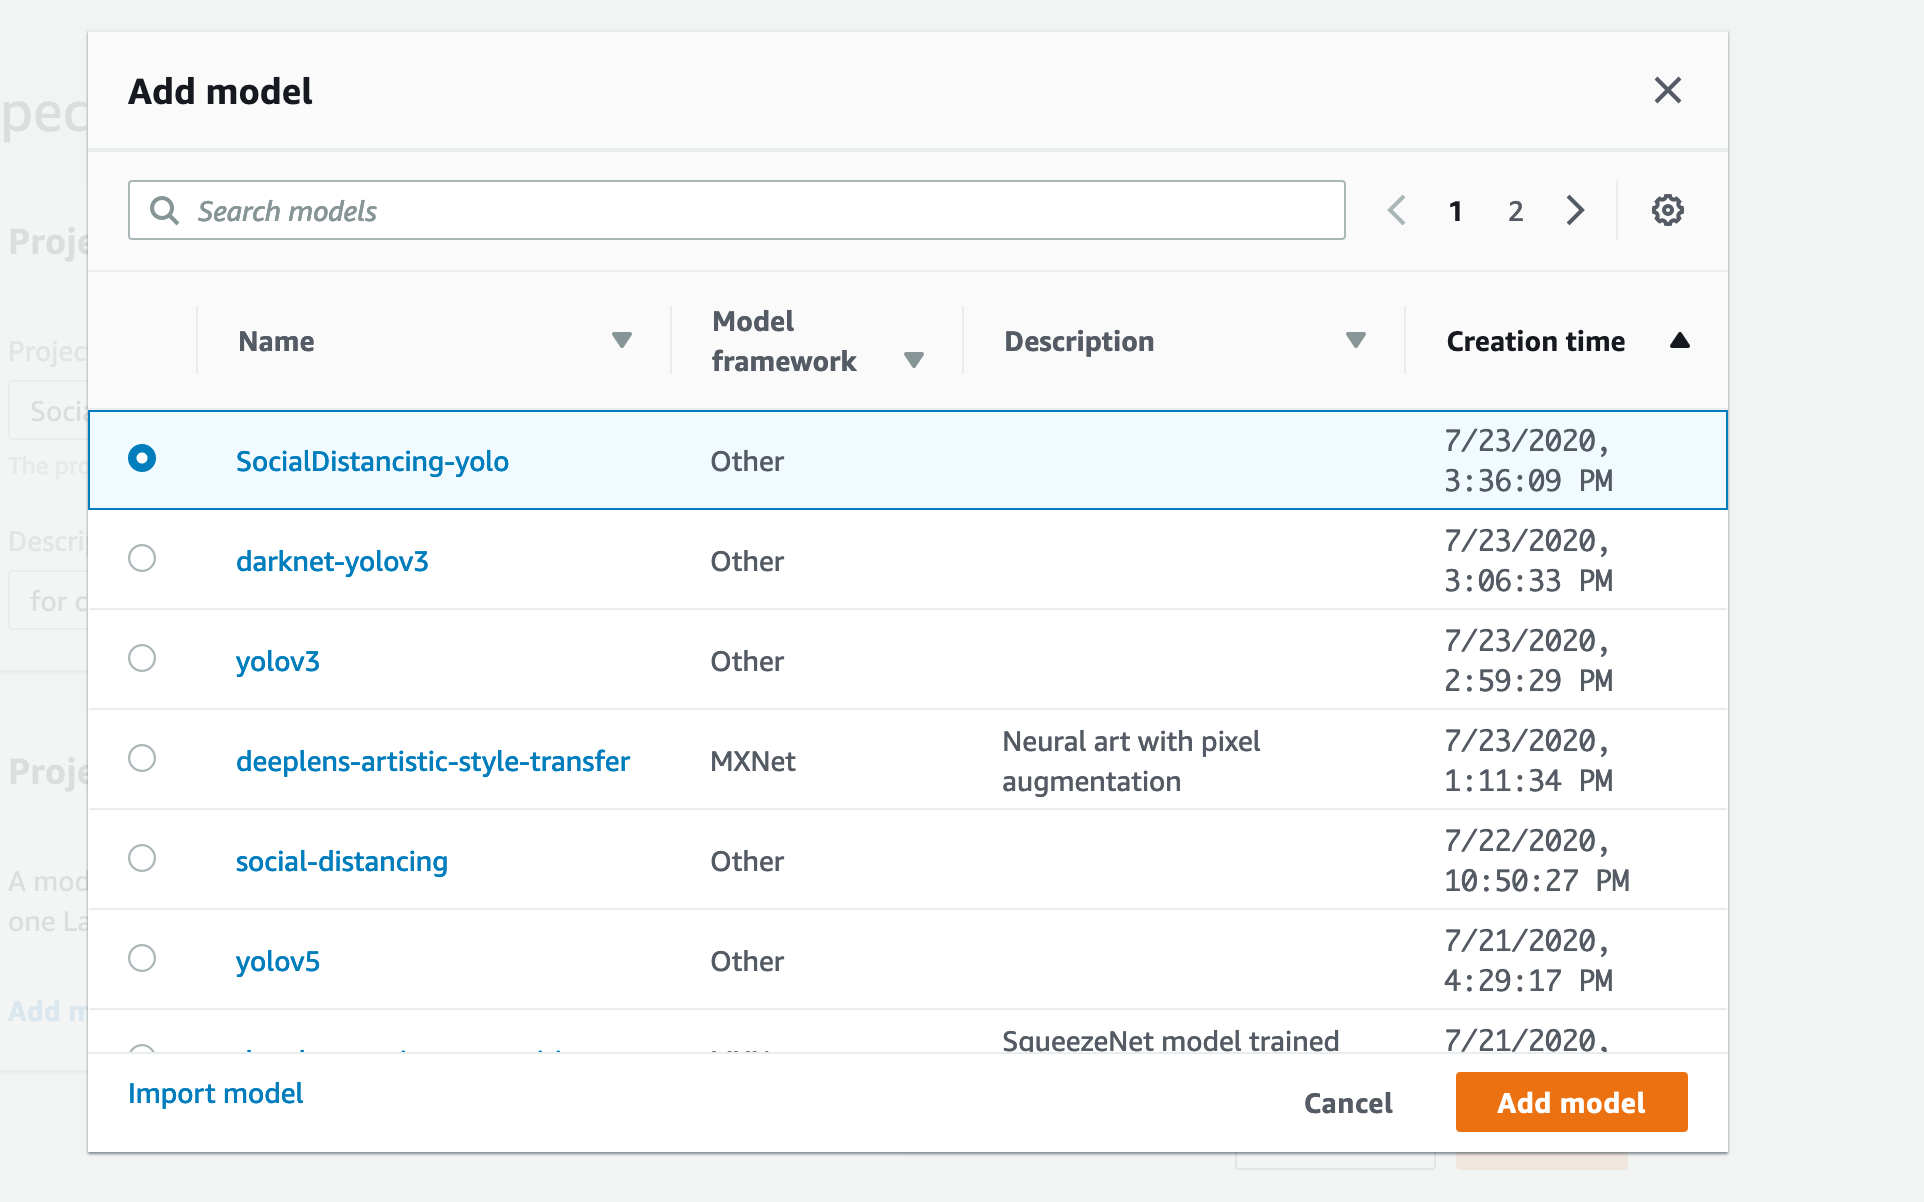 Add model
Search models
1 2
Name
Model framework
Description
Creation time
SocialDistancing-yolo Other 7/23/2020, 3:36:09 PM
darknet-yolov3 Other 7/23/2020, 3:06:33 PM
yolov3 Other 7/23/2020, 2:59:29 PM
deeplens-artistic-style-transfer MXNet Neural art with pixel augmentation 7/23/2020, 1:11:34 PM
social-distancing Other 7/22/2020, 10:50:27 PM
yolov5 Other 7/21/2020, 4:29:17 PM
SqueezeNet model trained 7/21/2020,
Import model
Cancel
Add model
pec
Proje
Projec
Soci
The pro
Descri
for c
Proje
A mod
one La
Add m